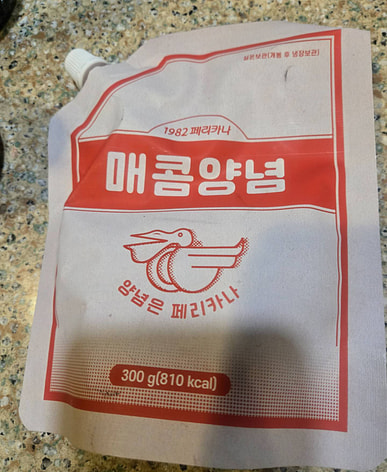 실온보관(개봉 후 냉장보관)
1982 페리카나
매콤양념
양념은 페리카나
300 g(810 kcal)